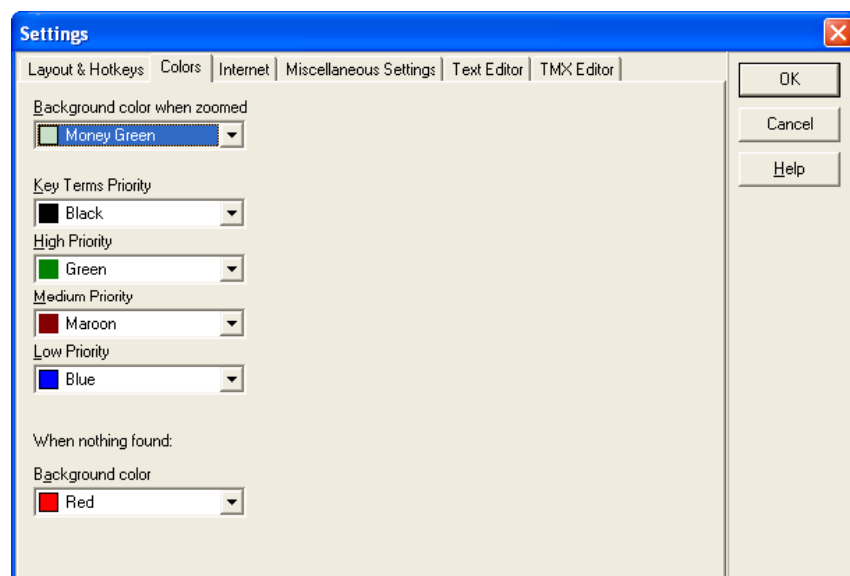 Settings
Layout & Hotkeys Colors Internet Miscellaneous Settings Text Editor TMX Editor
Background color when zoomed
Money Green
Key Terms Priority
Black
High Priority
Green
Medium Priority
Maroon
Low Priority
Blue
When nothing found:
Background color
Red
OK
Cancel
Help